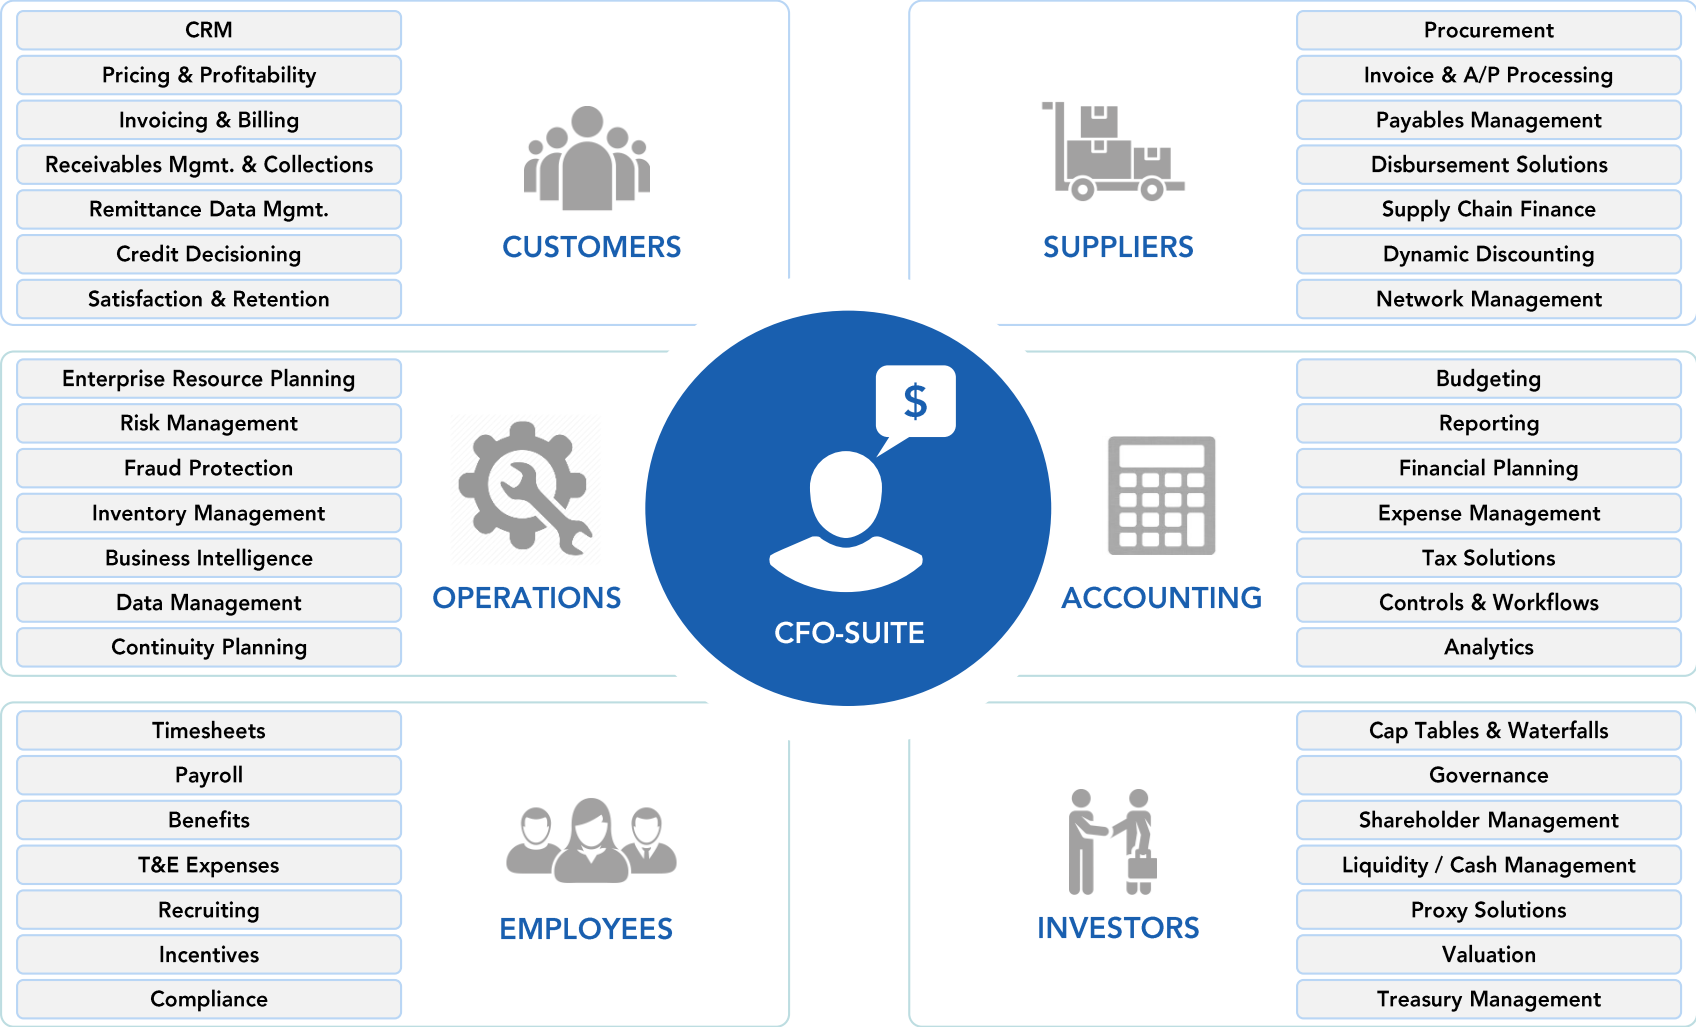 CRM
Pricing & Profitability
Invoicing & Billing
Receivables Mgmt. & Collections
Remittance Data Mgmt.
Credit Decisioning
Satisfaction & Retention
CUSTOMERS
SUPPLIERS
Procurement
Invoice & A/P Processing
Payables Management
Disbursement Solutions
Supply Chain Finance
Dynamic Discounting
Network Management
Enterprise Resource Planning
Risk Management
Fraud Protection
Inventory Management
Business Intelligence
Data Management
Continuity Planning
OPERATIONS
$
CFO-SUITE
ACCOUNTING
Budgeting
Reporting
Financial Planning
Expense Management
Tax Solutions
Controls & Workflows
Analytics
Timesheets
Payroll
Benefits
T&E Expenses
Recruiting
Incentives
Compliance
EMPLOYEES
INVESTORS
Cap Tables & Waterfalls
Governance
Shareholder Management
Liquidity / Cash Management
Proxy Solutions
Valuation
Treasury Management